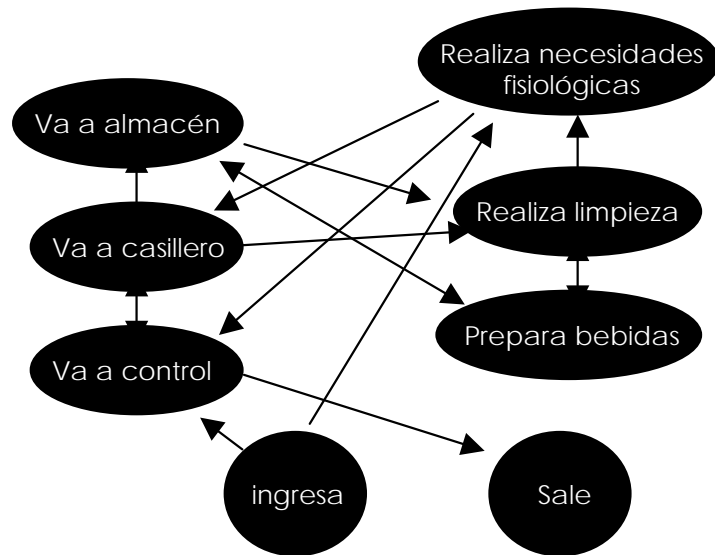 Realiza necesidades
fisiológicas
Va a almacén
Realiza limpieza
Va a casillero
Prepara bebidas
Va a control
ingresa
Sale